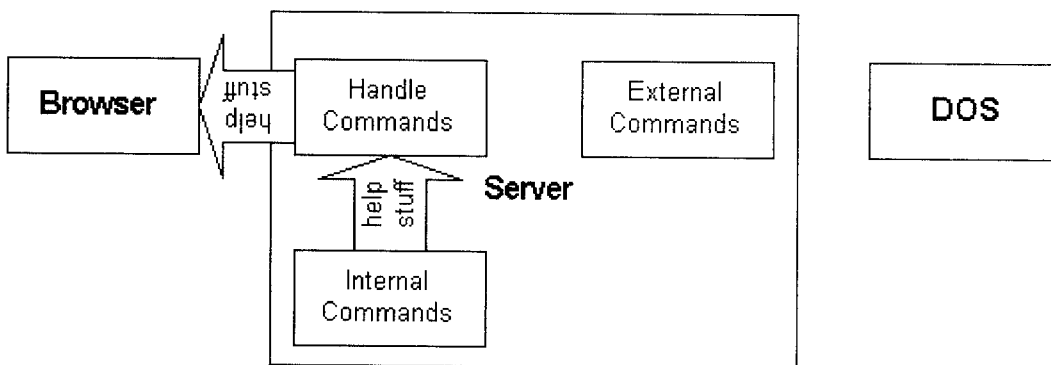 Browser
help
stuff
Handle
Commands
External
Commands
DOS
help
stuff
Server
Internal
Commands